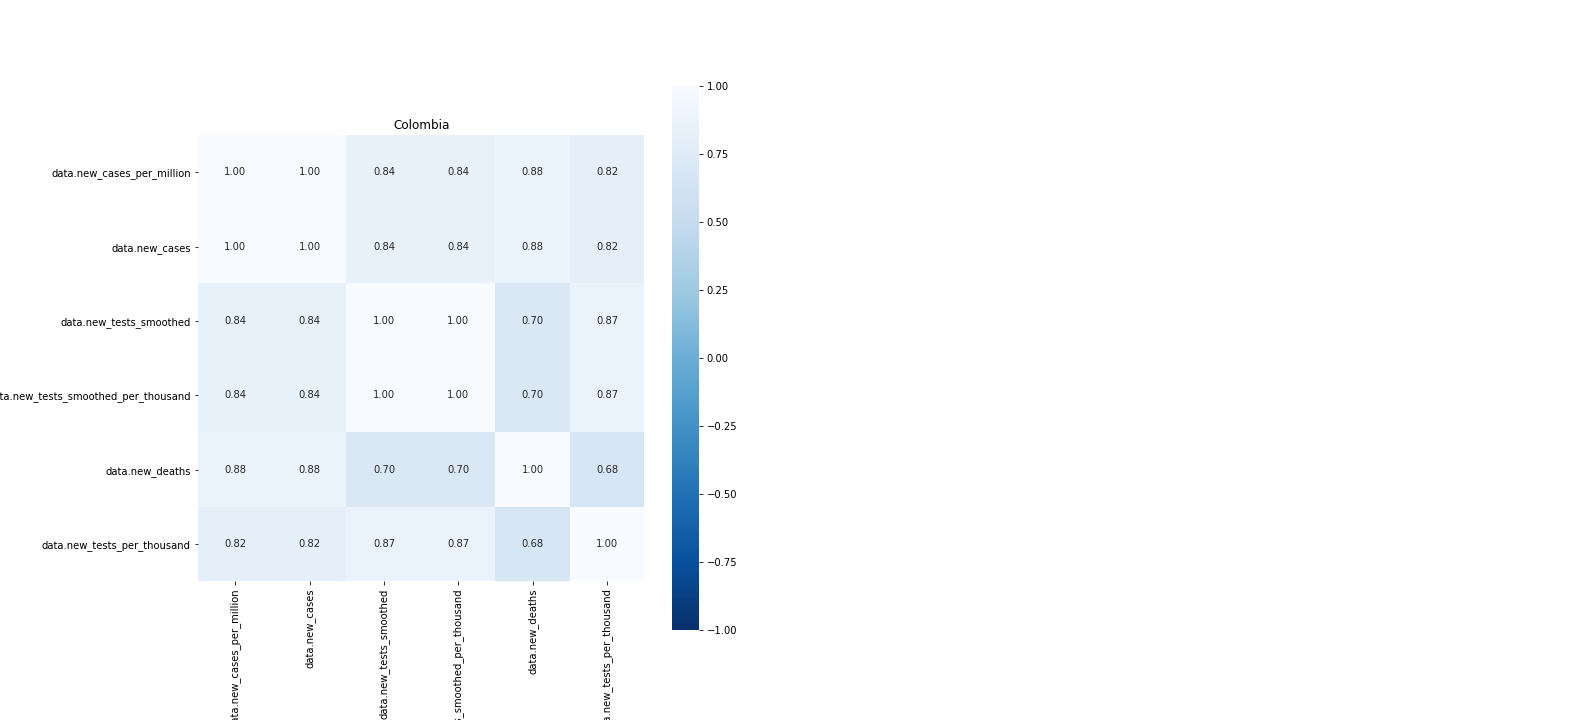 Colombia
1.00
data.new_cases_per_million 1.00 1.00 0.84 0.84 0.88 0.82
0.75
data.new_cases 1.00 1.00 0.84 0.84 0.88 0.82
0.50
data.new_tests_smoothed 0.84 0.84 1.00 1.00 0.70 0.87
0.25
0.00
ta.new_tests_smoothed_per_thousand 0.84 0.84 1.00 1.00 0.70 0.87
−0.25
data.new_deaths 0.88 0.88 0.70 0.70 1.00 0.68
−0.50
data.new_tests_per_thousand 0.82 0.82 0.87 0.87 0.68 1.00
−0.75
−1.00
ata.new_cases_per_million
data.new_cases
data.new_tests_smoothed
s_smoothed_per_thousand
data.new_deaths
a.new_tests_per_thousand